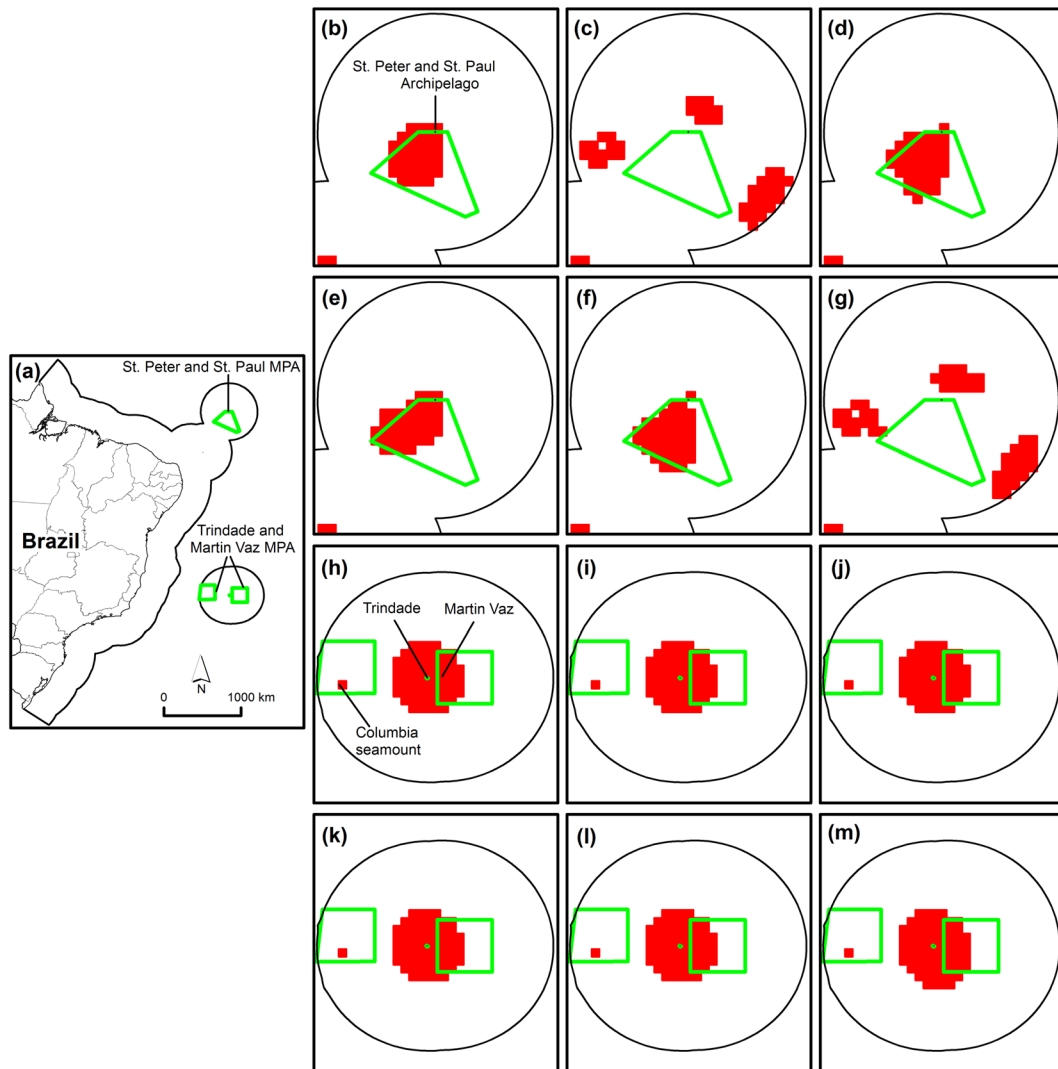 (b)
St. Peter and St. Paul
Archipelago
(c)
(d)
(e)
(f)
(g)
(a)
St. Peter and St. Paul MPA
Brazil
Trindade and
Martin Vaz MPA
N
0
1000 km
(h)
Trindade
Martin Vaz
Columbia
seamount
(i)
(j)
(k)
(l)
(m)